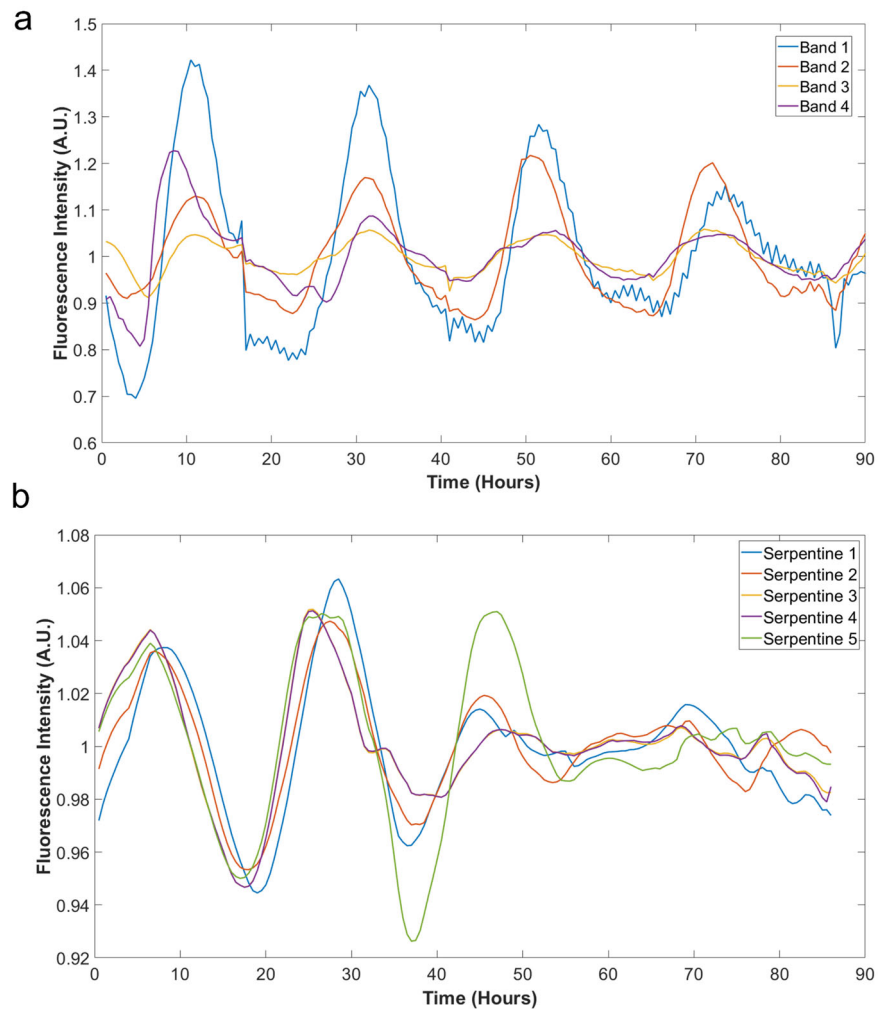 a
1.5
1.4
1.3
1.2
1.1
1
0.9
0.8
0.7
0.6
Fluorescence Intensity (A.U.)
Band 1
Band 2
Band 3
Band 4
0 10 20 30 40 50 60 70 80 90
Time (Hours)
b
1.08
1.06
1.04
1.02
1
0.98
0.96
0.94
0.92
Fluorescence Intensity (A.U.)
Serpentine 1
Serpentine 2
Serpentine 3
Serpentine 4
Serpentine 5
0 10 20 30 40 50 60 70 80 90
Time (Hours)